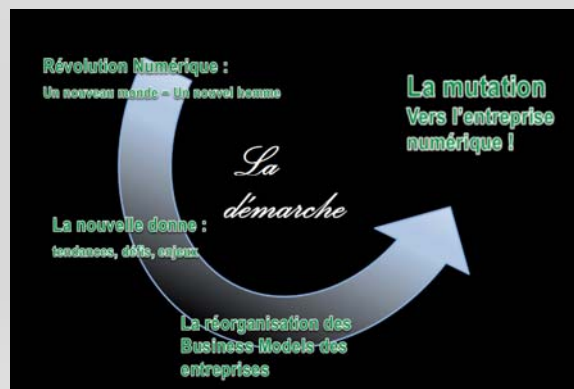 Révolution Numérique :
Un nouveau monde – Un nouvel homme
La nouvelle donne :
tendances, défis, enjeux
La réorganisation des
Business Models des
entreprises
La mutation
Vers l'entreprise
numérique !
La
démarche